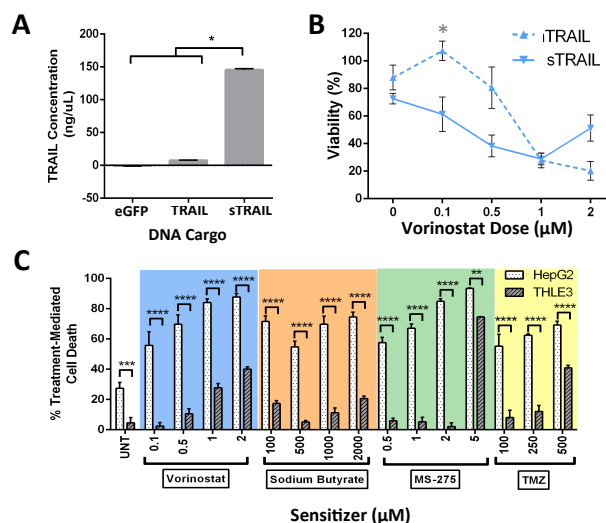 A
TRAIL Concentration
(ng/uL)
200
150
100
50
0
-50
*
eGFP TRAIL sTRAIL
DNA Cargo
B
Viability
(%)
140
120
100
80
60
40
20
0
*
TRAIL
sTRAIL
0 0.1 0.5 1 2
Vorinostat Dose (µM)
C
% Treatment-Mediated
Cell Death
100
80
60
40
20
0
HepG2
THLE3
*** **** **** **** **** **** **** **** **** **** **** **** ** **** **** ****
UNT 0.1 0.5 1 2 100 500 1000 2000 0.5 1 2 5 100 250 500
Vorinostat Sodium Butyrate MS-275 TMZ
Sensitizer (µM)